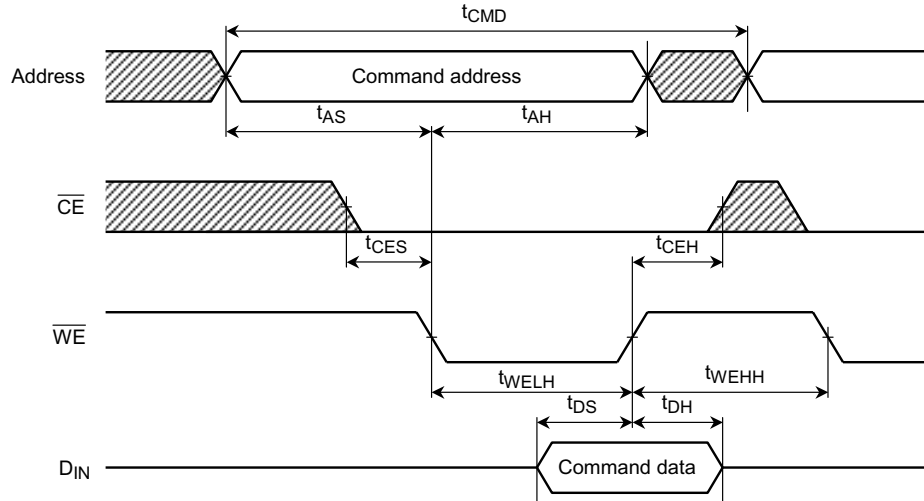 tCMD
Address
Command address
tAS
tAH
CE
tCES
tCEH
WE
tWELH
tWEHH
tDS
tDH
DIN
Command data